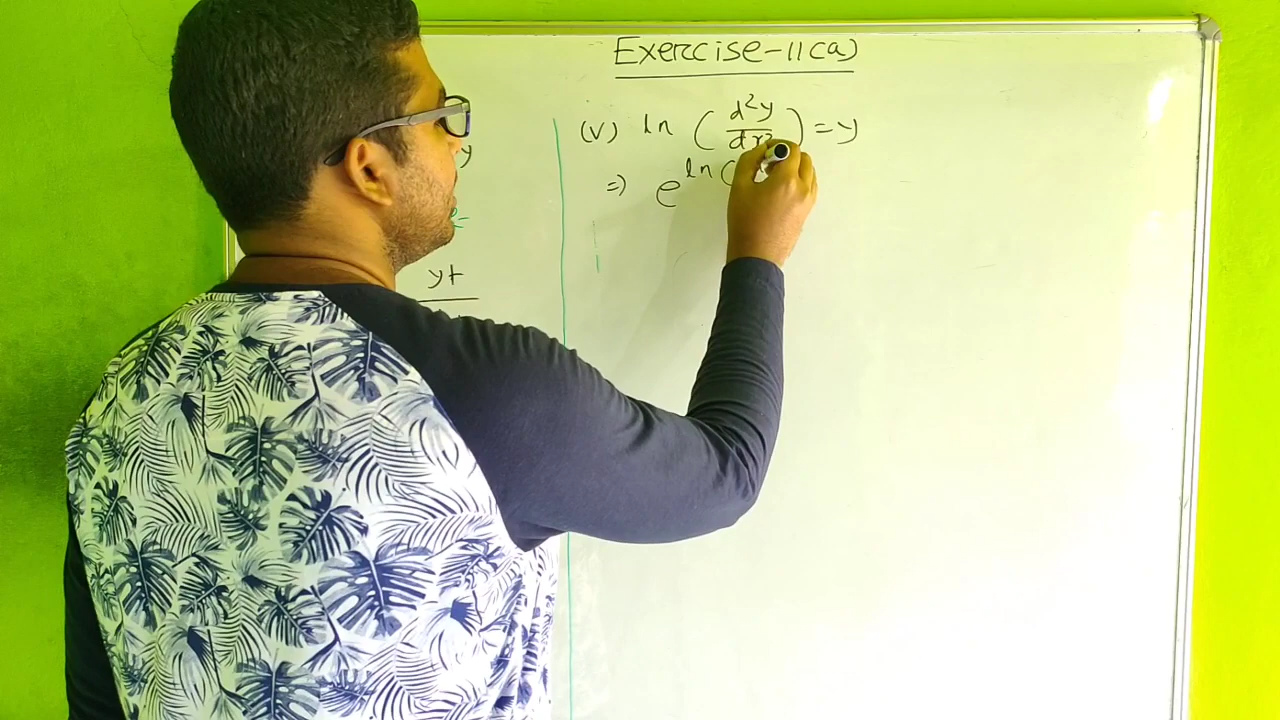 Exercise-11(a)
(v) ln (d²y/dx²) = y
⇒ e^ln(
y
yt